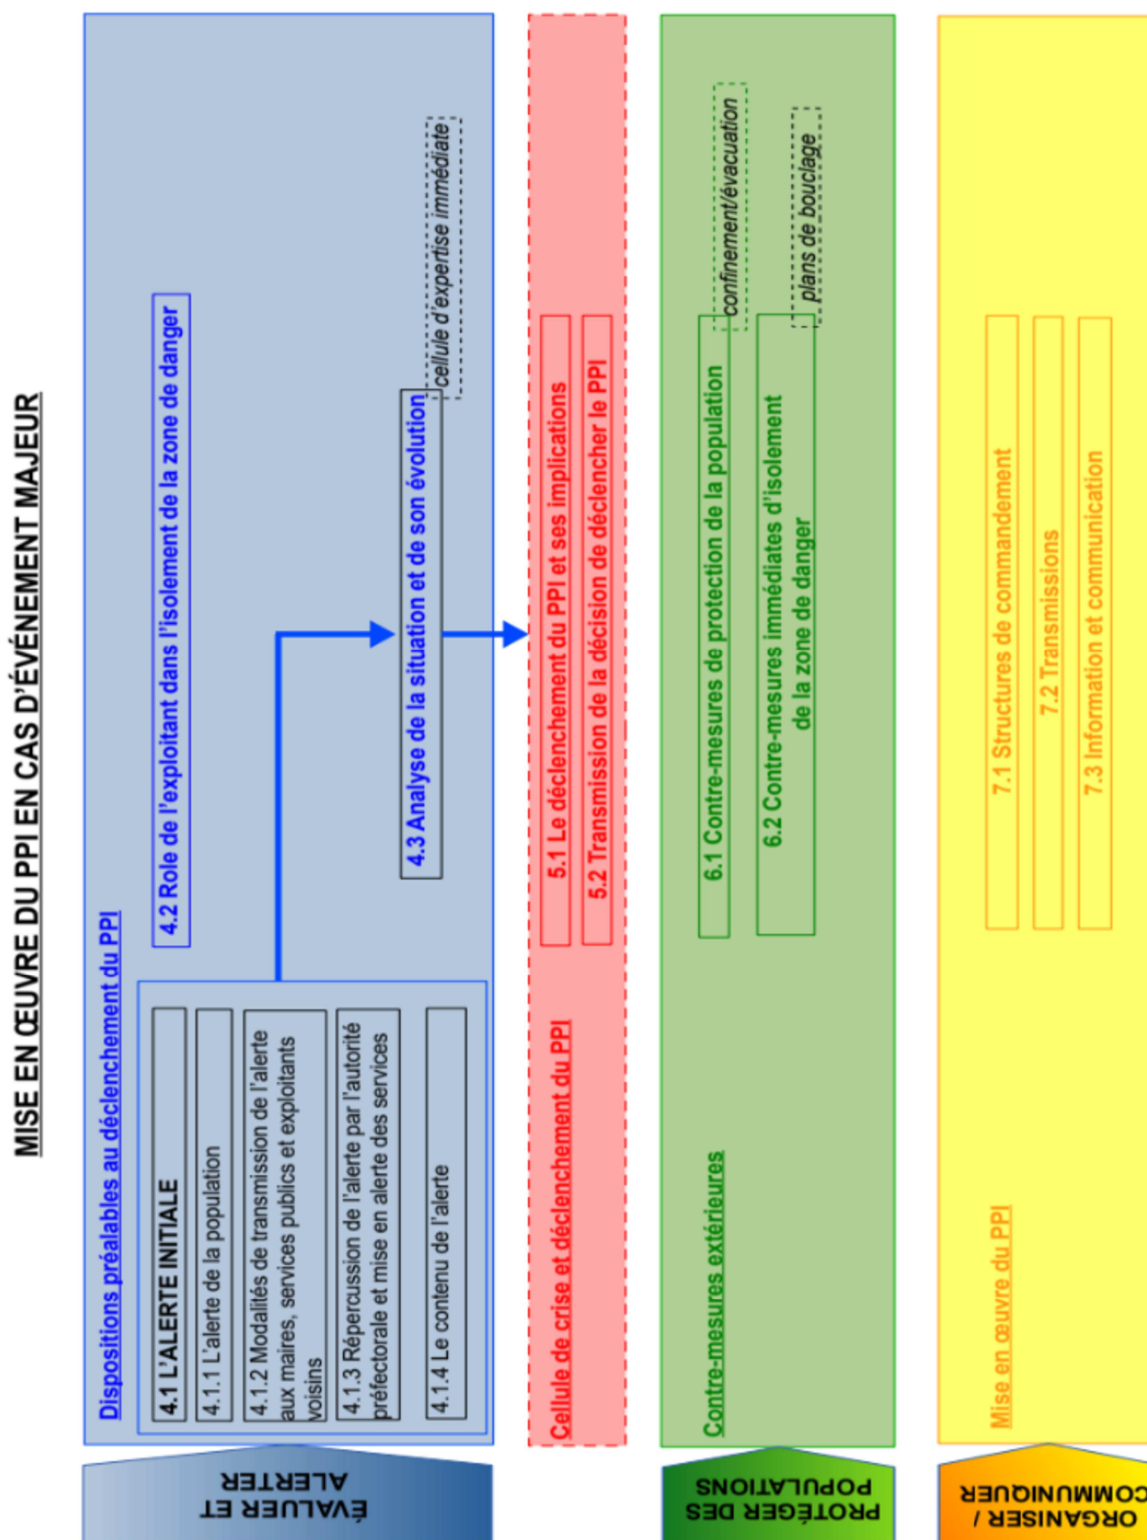 MISE EN ŒUVRE DU PPI EN CAS D'ÉVÉNEMENT MAJEUR
ÉVALUER ET
ALERTER
Dispositions préalables au déclenchement du PPI
4.1 L'ALERTE INITIALE
4.1.1 L'alerte de la population
4.1.2 Modalités de transmission de l'alerte
aux maires, services publics et exploitants
voisins
4.1.3 Répercussion de l'alerte par l'autorité
préfectorale et mise en alerte des services
4.1.4 Le contenu de l'alerte
4.2 Role de l'exploitant dans l'isolement de la zone de danger
4.3 Analyse de la situation et de son évolution
cellule d'expertise immédiate
Cellule de crise et déclenchement du PPI
5.1 Le déclenchement du PPI et ses implications
5.2 Transmission de la décision de déclencher le PPI
PROTÉGER DES
POPULATIONS
Contre-mesures extérieures
6.1 Contre-mesures de protection de la population
confinement/évacuation
6.2 Contre-mesures immédiates d'isolement
de la zone de danger
plans de bouclage
ORGANISER /
COMMUNIQUER
Mise en œuvre du PPI
7.1 Structures de commandement
7.2 Transmissions
7.3 Information et communication